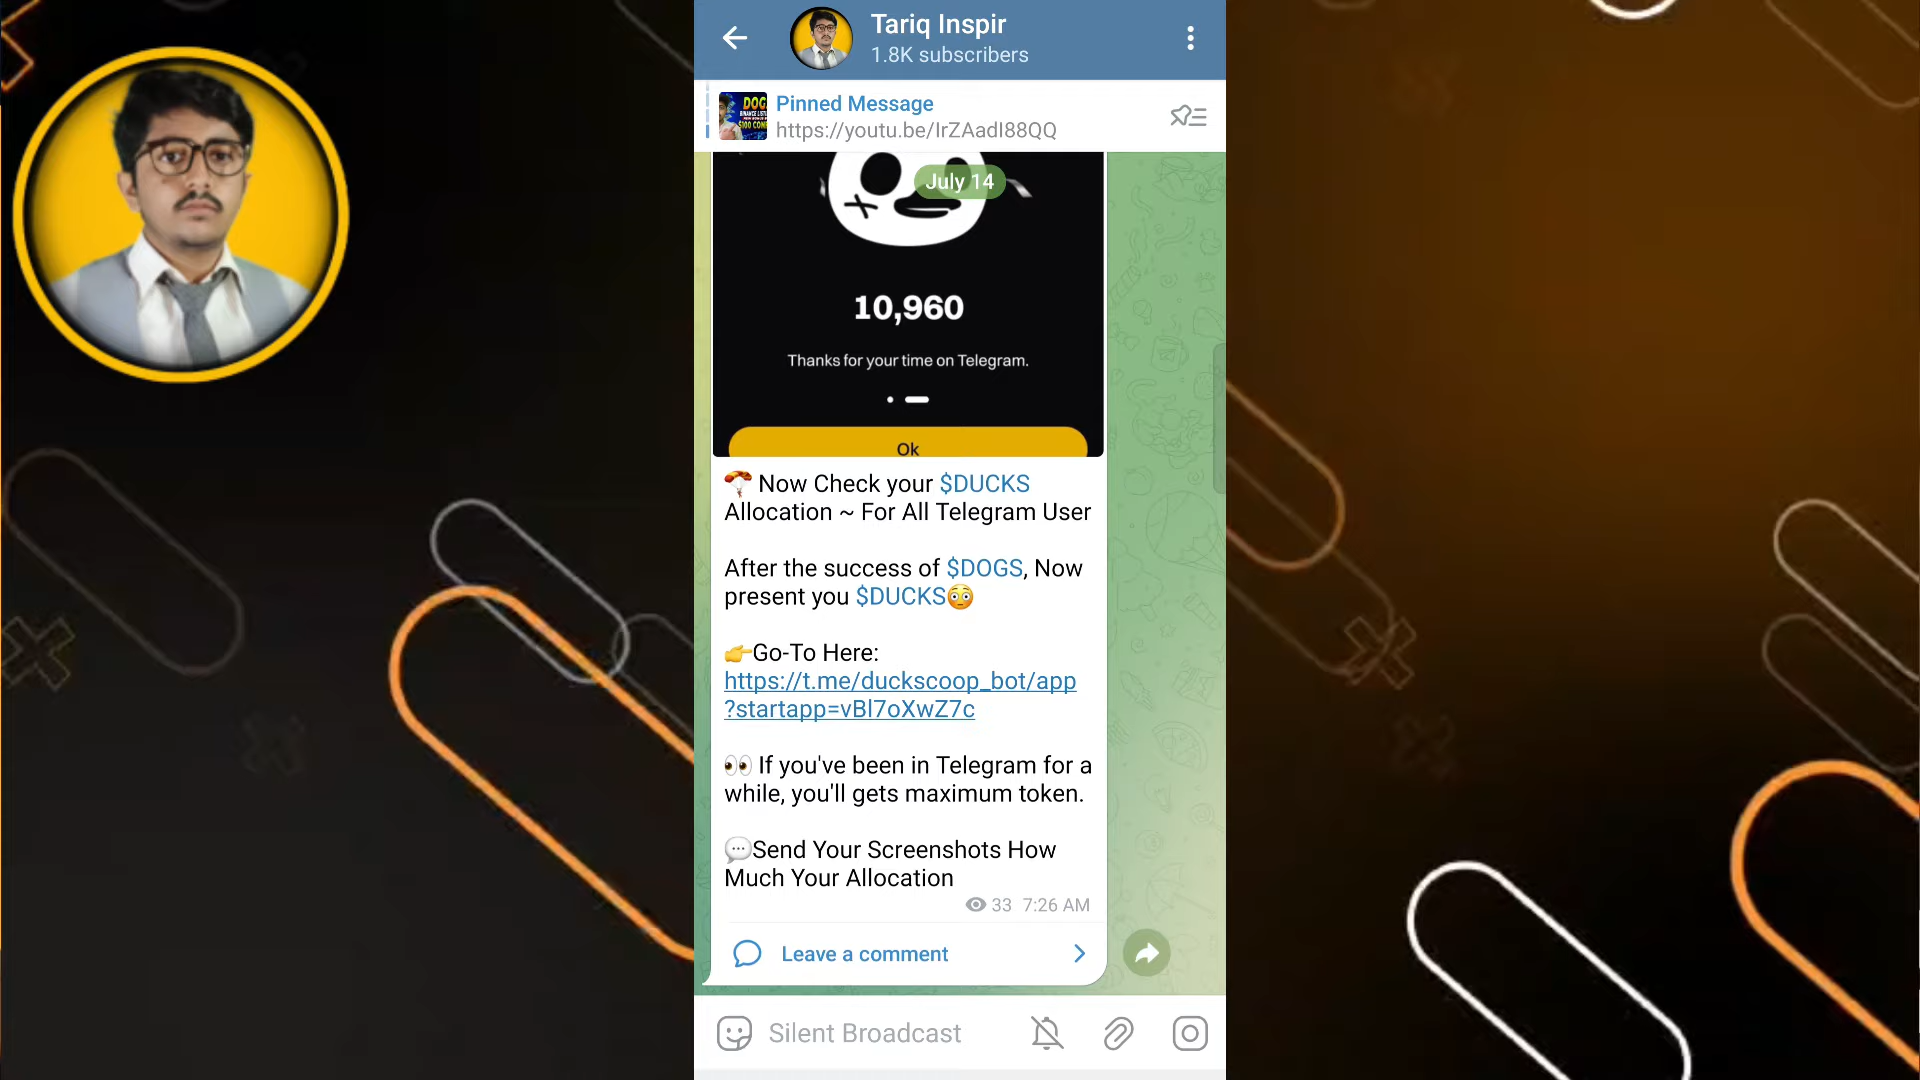 Tariq Inspir
1.8K subscribers
Pinned Message
https://youtu.be/IrZAadI88QQ
July 14
10,960
Thanks for your time on Telegram.
Ok
🪂 Now Check your $DUCKS
Allocation ~ For All Telegram User
After the success of $DOGS, Now
present you $DUCKS😳
👉Go-To Here:
https://t.me/duckscoop_bot/app
?startapp=vBl7oXwZ7c
👀 If you've been in Telegram for a
while, you'll gets maximum token.
💬Send Your Screenshots How
Much Your Allocation
33 7:26 AM
Leave a comment
Silent Broadcast